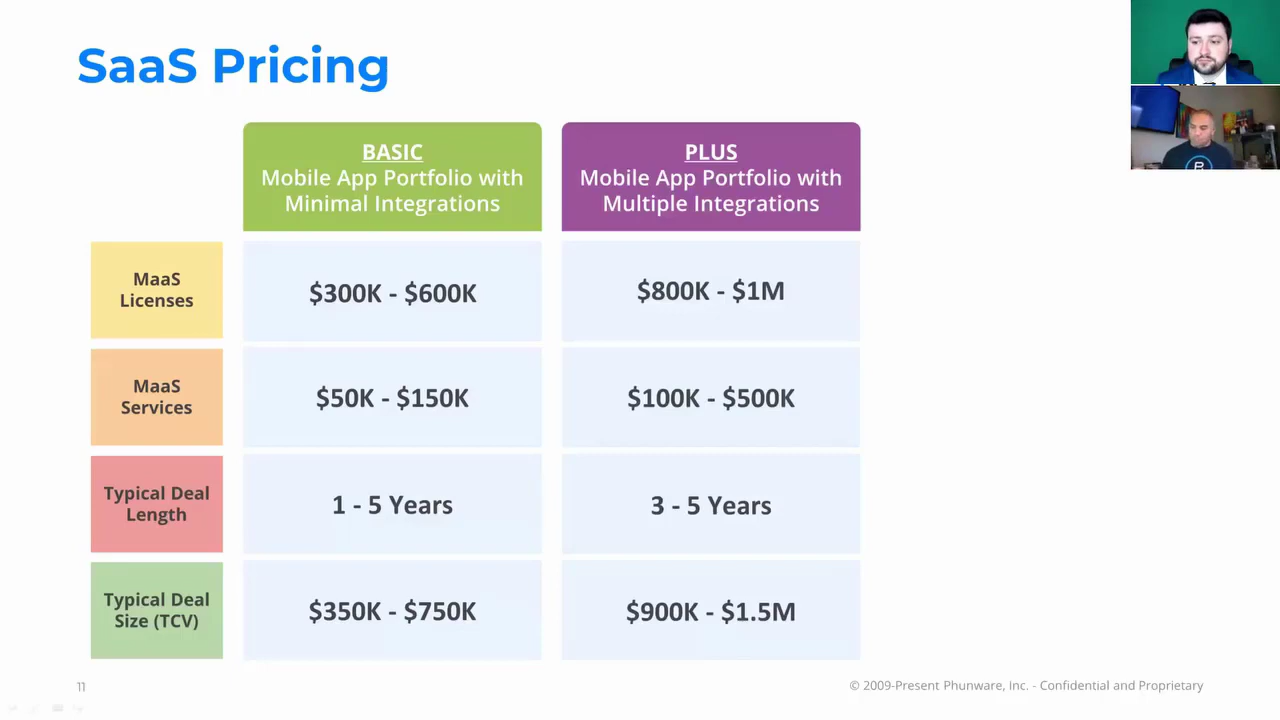 SaaS Pricing
BASIC
Mobile App Portfolio with
Minimal Integrations
PLUS
Mobile App Portfolio with
Multiple Integrations
MaaS
Licenses
$300K - $600K
$800K - $1M
MaaS
Services
$50K - $150K
$100K - $500K
Typical Deal
Length
1 - 5 Years
3 - 5 Years
Typical Deal
Size (TCV)
$350K - $750K
$900K - $1.5M
11
© 2009-Present Phunware, Inc. - Confidential and Proprietary